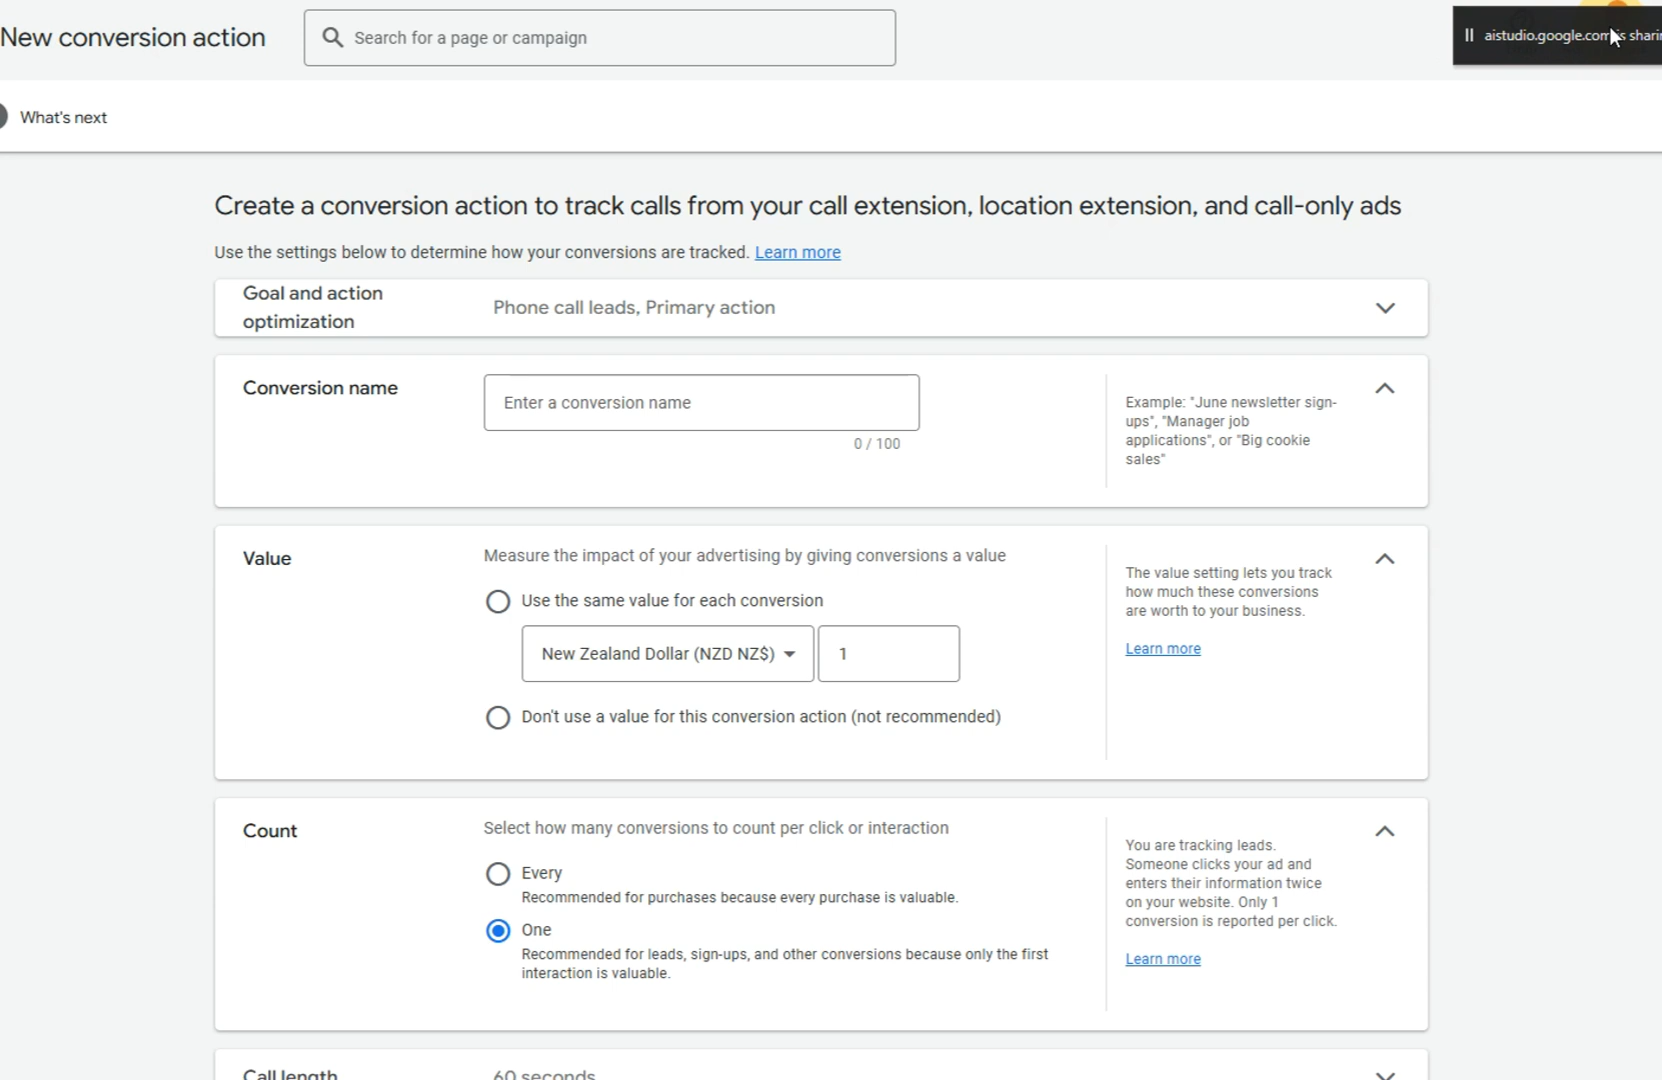 New conversion action
Search for a page or campaign
aistudio.google.com is
What's next
Create a conversion action to track calls from your call extension, location extension, and call-only ads
Use the settings below to determine how your conversions are tracked. Learn more
Goal and action
optimization
Phone call leads, Primary action
Conversion name
Enter a conversion name
0 / 100
Example: "June newsletter sign-
ups", "Manager job
applications", or "Big cookie
sales"
Value
Measure the impact of your advertising by giving conversions a value
Use the same value for each conversion
New Zealand Dollar (NZD NZ$)
1
Don't use a value for this conversion action (not recommended)
The value setting lets you track
how much these conversions
are worth to your business.
Learn more
Count
Select how many conversions to count per click or interaction
Every
Recommended for purchases because every purchase is valuable.
One
Recommended for leads, sign-ups, and other conversions because only the first
interaction is valuable.
You are tracking leads.
Someone clicks your ad and
enters their information twice
on your website. Only 1
conversion is reported per click.
Learn more
Call length
60 seconds